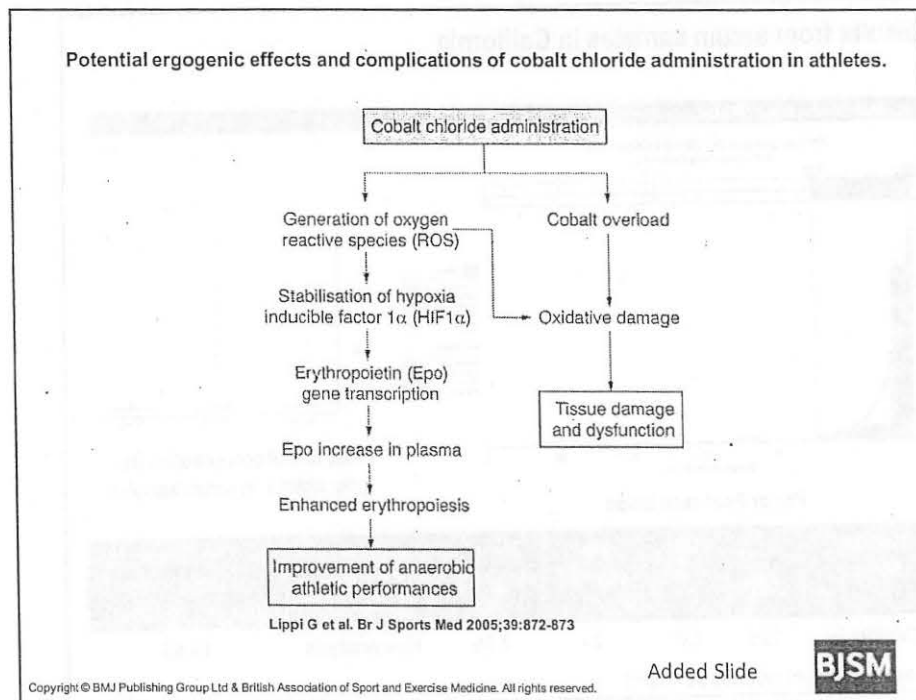 Potential ergogenic effects and complications of cobalt chloride administration in athletes.
Cobalt chloride administration
Generation of oxygen
reactive species (ROS)
Cobalt overload
Stabilisation of hypoxia
inducible factor 1α (HIF1α)
Oxidative damage
Erythropoietin (Epo)
gene transcription
Tissue damage
and dysfunction
Epo increase in plasma
Enhanced erythropoiesis
Improvement of anaerobic
athletic performances
Lippi G et al. Br J Sports Med 2005;39:872-873
Added Slide
BJSM
Copyright © BMJ Publishing Group Ltd & British Association of Sport and Exercise Medicine. All rights reserved.